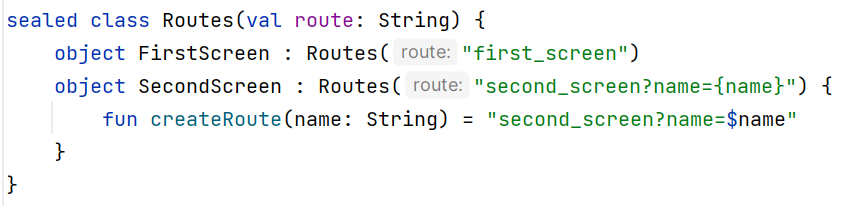 sealed class Routes(val route: String) {
    object FirstScreen : Routes( route: "first_screen")
    object SecondScreen : Routes( route: "second_screen?name={name}") {
        fun createRoute(name: String) = "second_screen?name=$name"
    }
}